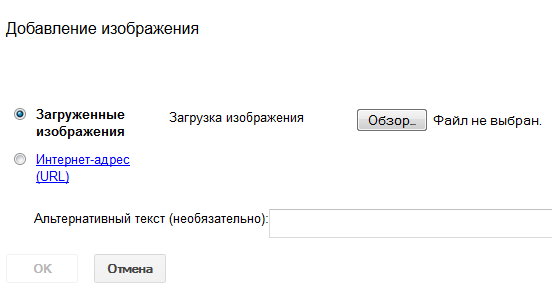 Добавление изображения
Загруженные изображения
Загрузка изображения
Обзор...
Файл не выбран.
Интернет-адрес
(URL)
Альтернативный текст (необязательно):
OK
Отмена